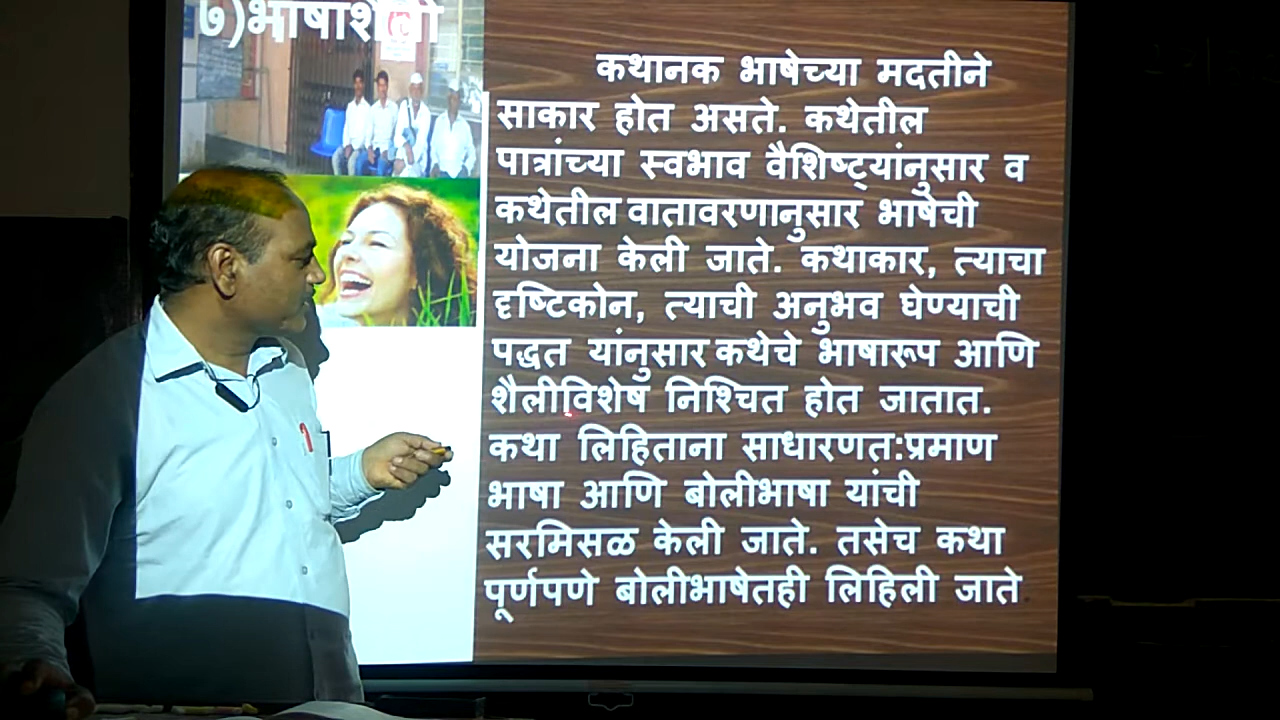 ७)भाषाशैली
कथानक भाषेच्या मदतीने
साकार होत असते. कथेतील
पात्रांच्या स्वभाव वैशिष्ट्यांनुसार व
कथेतील वातावरणानुसार भाषेची
योजना केली जाते. कथाकार, त्याचा
दृष्टिकोन, त्याची अनुभव घेण्याची
पद्धत यांनुसार कथेचे भाषारूप आणि
शैलीविशेष निश्चित होत जातात.
कथा लिहिताना साधारणत:प्रमाण
भाषा आणि बोलीभाषा यांची
सरमिसळ केली जाते. तसेच कथा
पूर्णपणे बोलीभाषेतही लिहिली जाते.